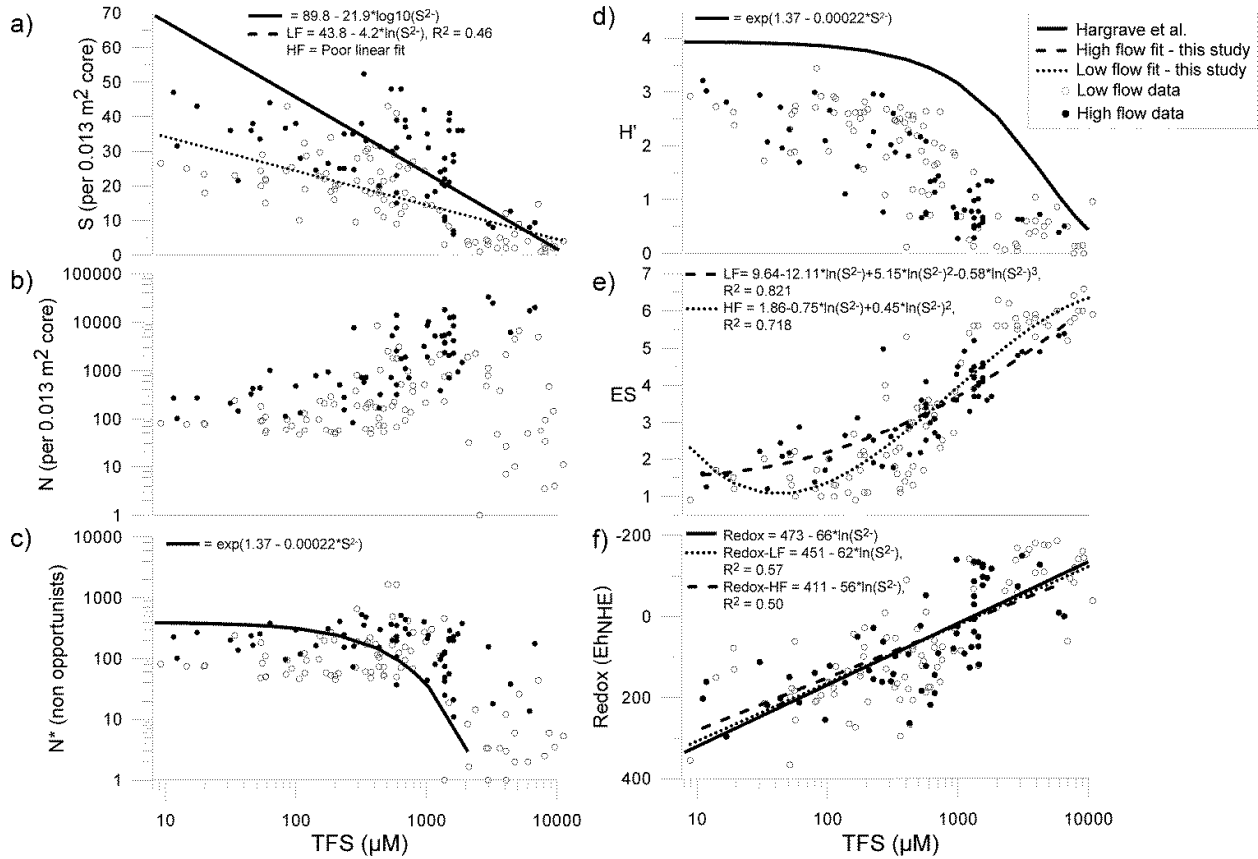 a)
= 89.8 - 21.9*log10(S2-)
LF = 43.8 - 4.2*ln(S2-), R2 = 0.46
HF = Poor linear fit
70
60
50
40
30
20
10
0
S (per 0.013 m2 core)
b)
100000
10000
1000
100
10
1
N (per 0.013 m2 core)
c)
= exp(1.37 - 0.00022*S2-)
10000
1000
100
10
1
N* (non opportunists)
10
100
1000
10000
TFS (µM)
d)
= exp(1.37 - 0.00022*S2-)
4
3
2
1
0
H'
Hargrave et al.
High flow fit - this study
Low flow fit - this study
Low flow data
High flow data
e)
LF= 9.64-12.11*ln(S2-)+5.15*ln(S2-)2-0.58*ln(S2-)3,
R2 = 0.821
HF = 1.86-0.75*ln(S2-)+0.45*ln(S2-)2,
R2 = 0.718
7
6
5
4
3
2
1
ES
f)
Redox = 473 - 66*ln(S2-)
Redox-LF = 451 - 62*ln(S2-),
R2 = 0.57
Redox-HF = 411 - 56*ln(S2-),
R2 = 0.50
-200
0
200
400
Redox (EhNHE)
10
100
1000
10000
TFS (µM)